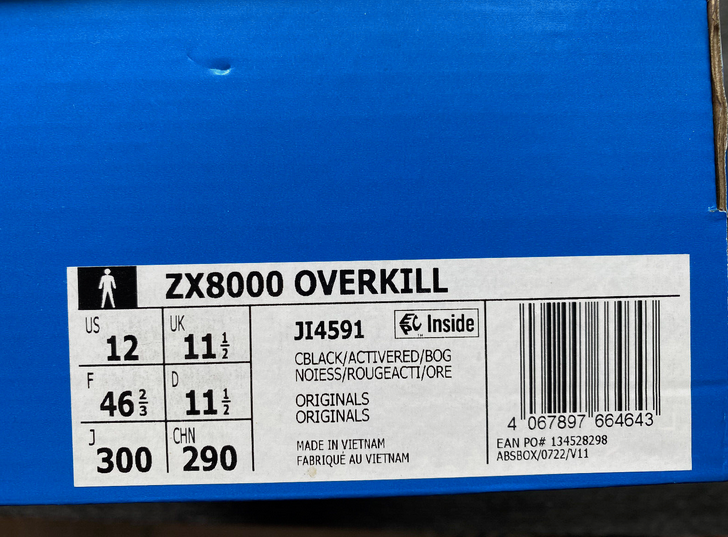 ZX8000 OVERKILL
US 12
UK 11 1/2
F 46 2/3
D 11 1/2
J 300
CHN 290
JI4591
Inside
CBLACK/ACTIVERED/BOG
NOIESS/ROUGEACTI/ORE
ORIGINALS
ORIGINALS
MADE IN VIETNAM
FABRIQUÉ AU VIETNAM
4 067897 664643
EAN PO# 134528298
ABSBOX/0722/V11